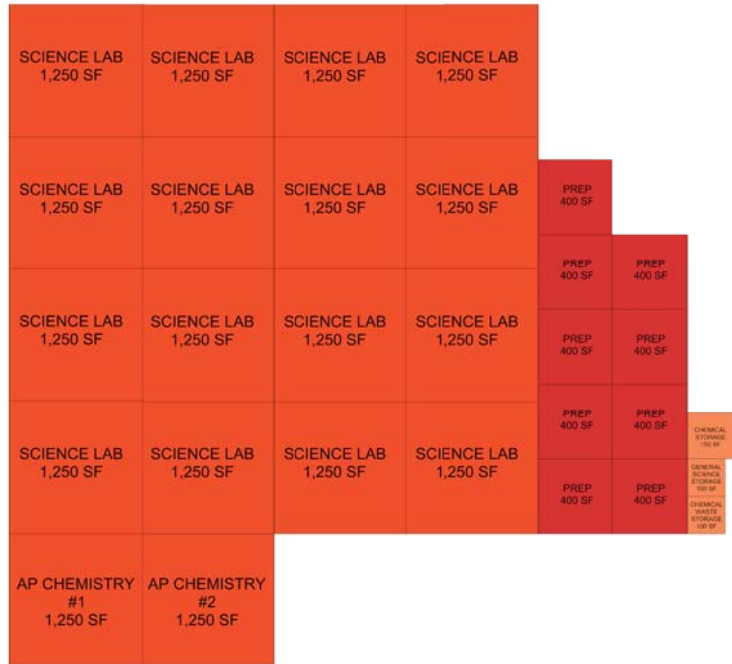 SCIENCE LAB
1,250 SF
SCIENCE LAB
1,250 SF
SCIENCE LAB
1,250 SF
SCIENCE LAB
1,250 SF
SCIENCE LAB
1,250 SF
SCIENCE LAB
1,250 SF
SCIENCE LAB
1,250 SF
SCIENCE LAB
1,250 SF
PREP
400 SF
PREP
400 SF
PREP
400 SF
SCIENCE LAB
1,250 SF
SCIENCE LAB
1,250 SF
SCIENCE LAB
1,250 SF
SCIENCE LAB
1,250 SF
PREP
400 SF
PREP
400 SF
PREP
400 SF
PREP
400 SF
SCIENCE LAB
1,250 SF
SCIENCE LAB
1,250 SF
SCIENCE LAB
1,250 SF
SCIENCE LAB
1,250 SF
PREP
400 SF
PREP
400 SF
CHEMICAL
STORAGE
150 SF
GENERAL
SCIENCE
STORAGE
100 SF
CHEMICAL
WASTE
STORAGE
100 SF
AP CHEMISTRY
#1
1,250 SF
AP CHEMISTRY
#2
1,250 SF